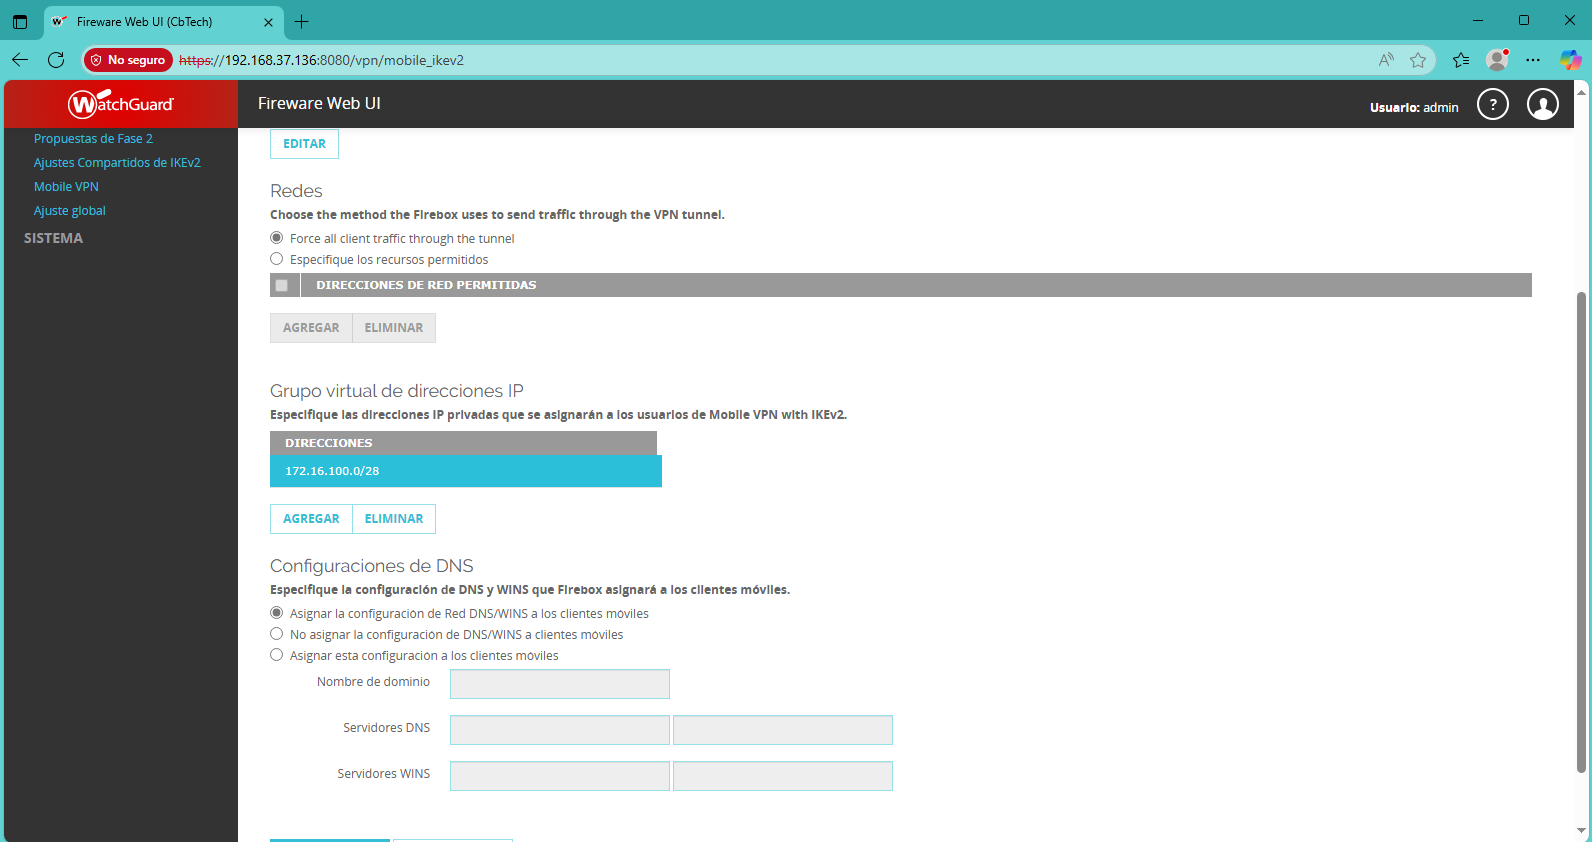 Fireware Web UI (CbTech)
No seguro
https://192.168.37.136:8080/vpn/mobile_ikev2
WatchGuard
Fireware Web UI
Usuario: admin
?
Propuestas de Fase 2
Ajustes Compartidos de IKEv2
Mobile VPN
Ajuste global
SISTEMA
EDITAR
Redes
Choose the method the Firebox uses to send traffic through the VPN tunnel.
Force all client traffic through the tunnel
Especifique los recursos permitidos
DIRECCIONES DE RED PERMITIDAS
AGREGAR ELIMINAR
Grupo virtual de direcciones IP
Especifique las direcciones IP privadas que se asignarán a los usuarios de Mobile VPN with IKEv2.
DIRECCIONES
172.16.100.0/28
AGREGAR ELIMINAR
Configuraciones de DNS
Especifique la configuración de DNS y WINS que Firebox asignará a los clientes móviles.
Asignar la configuración de Red DNS/WINS a los clientes móviles
No asignar la configuración de DNS/WINS a clientes móviles
Asignar esta configuración a los clientes móviles
Nombre de dominio
Servidores DNS
Servidores WINS